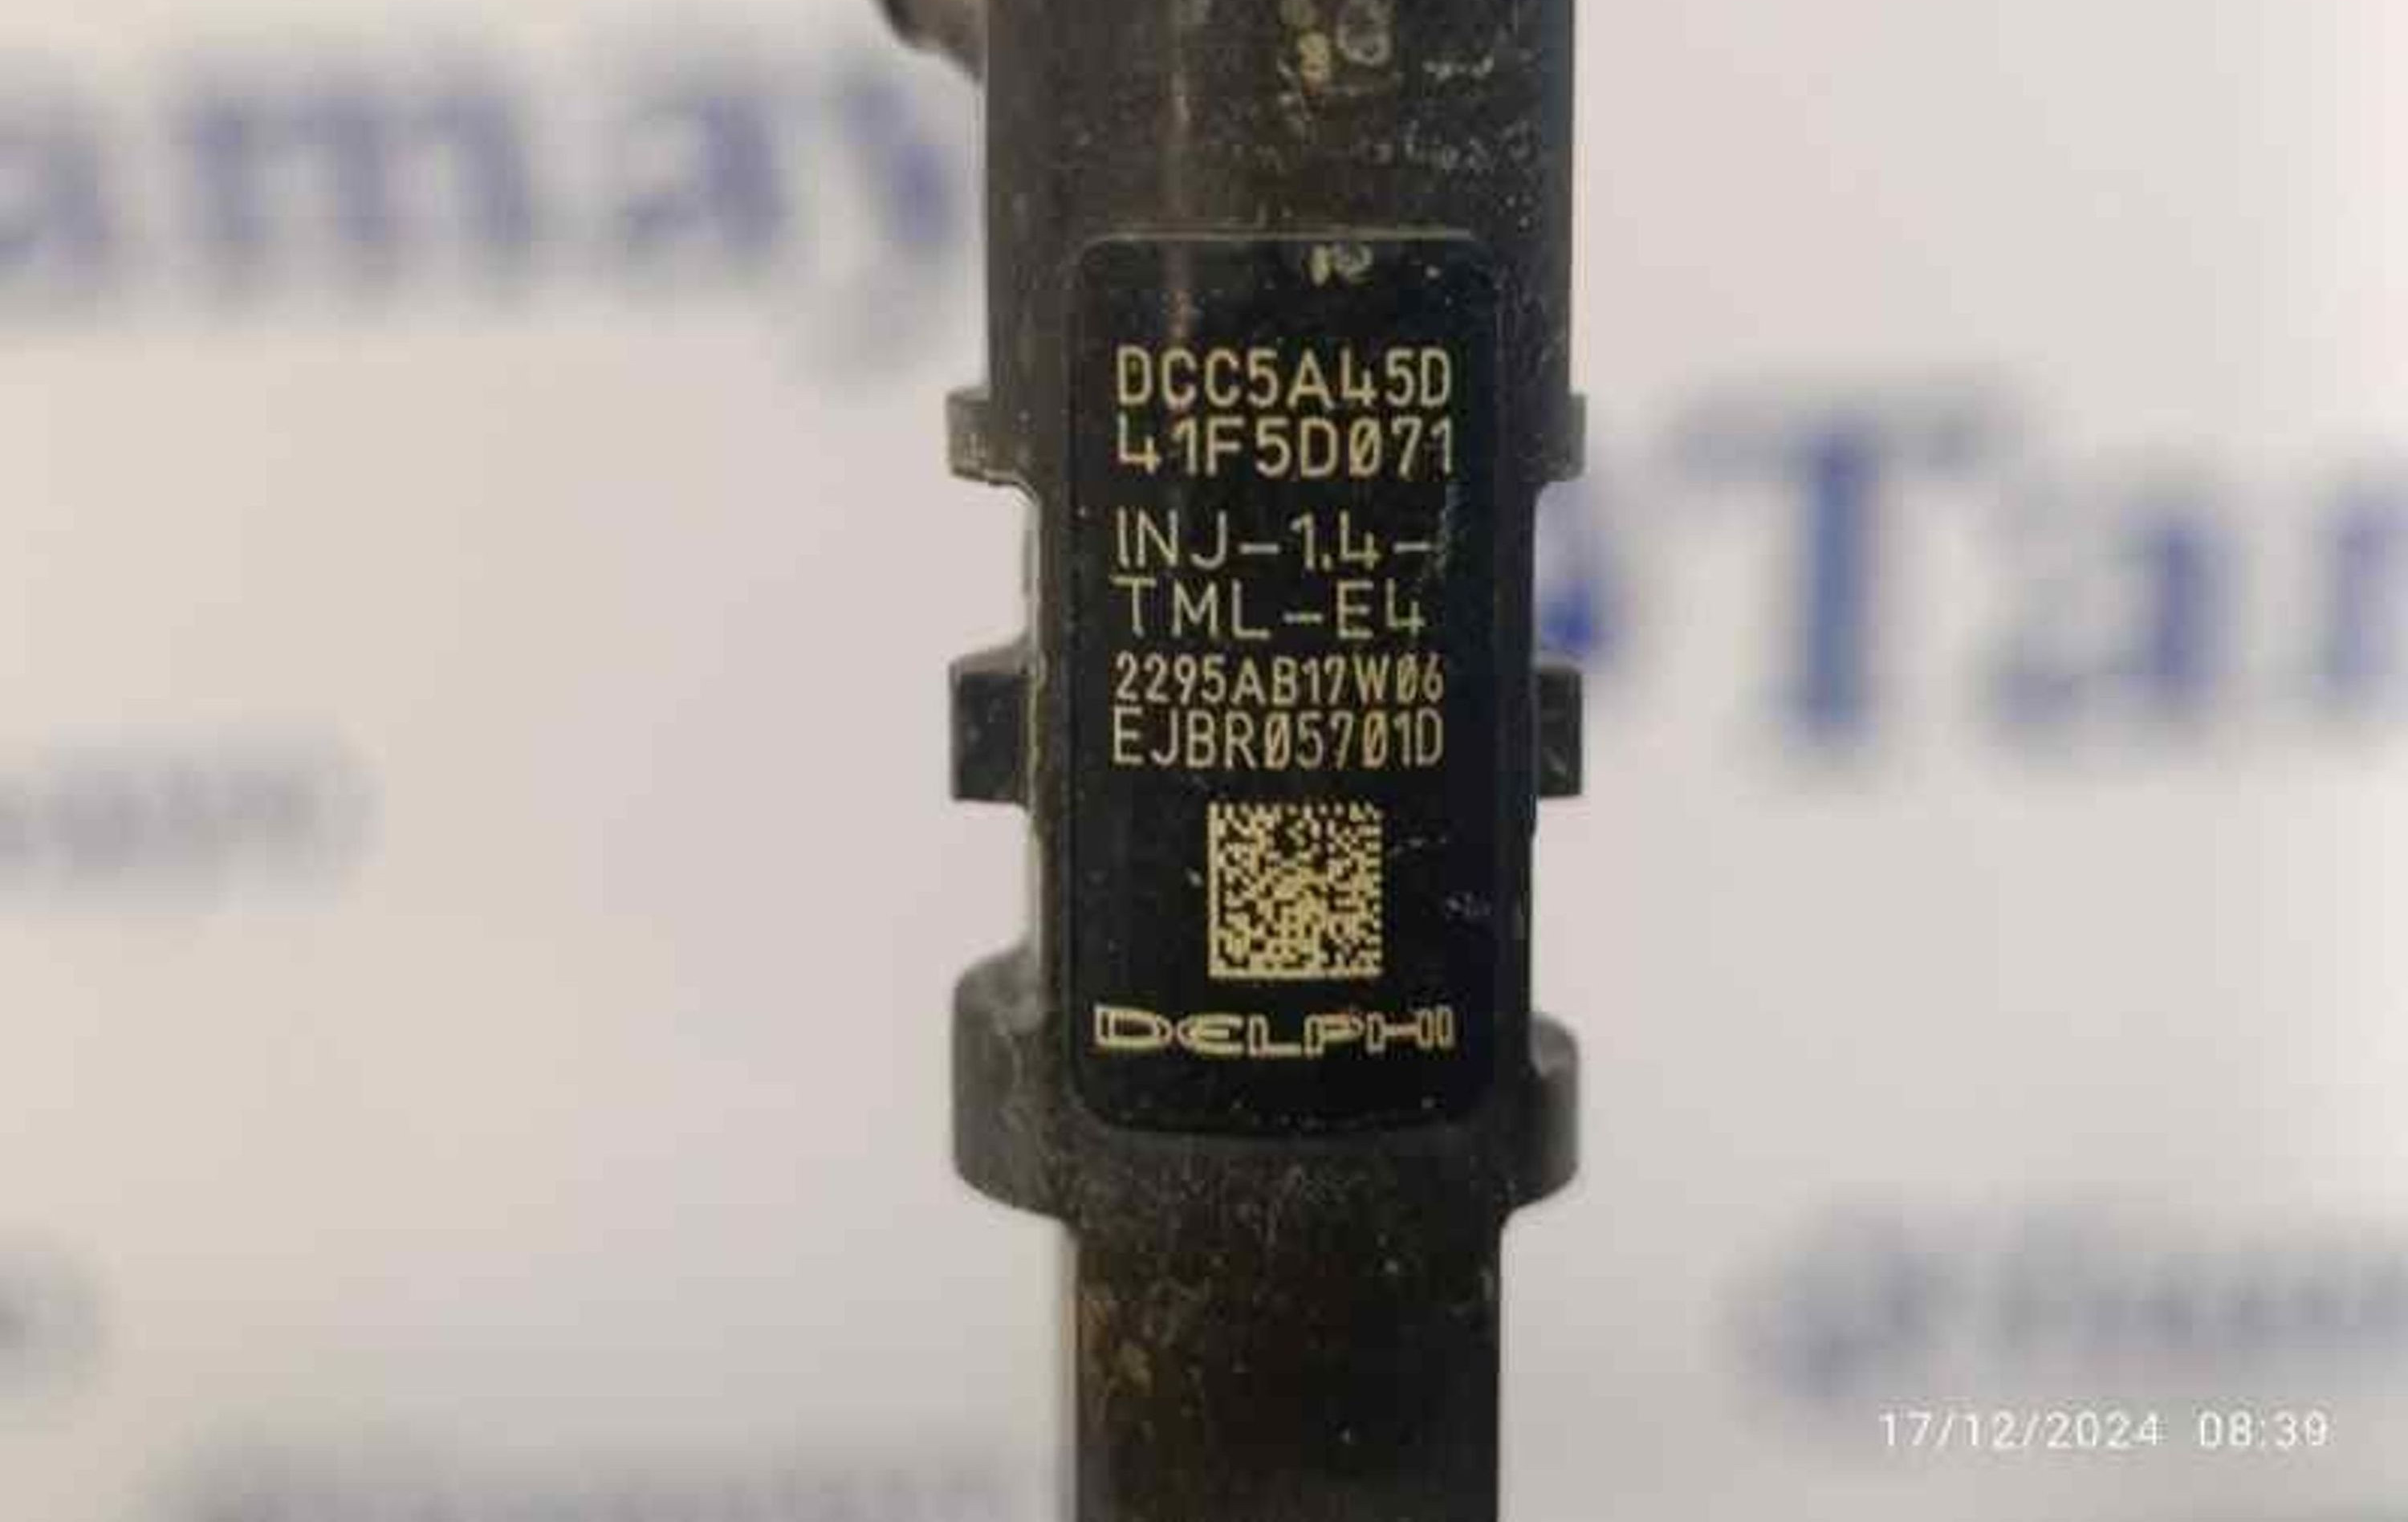 DCC5A45D
41F5D071
INJ-1.4-
TML-E4
2295AB17W06
EJBR05701D
DELPHI
17/12/2024 08:39